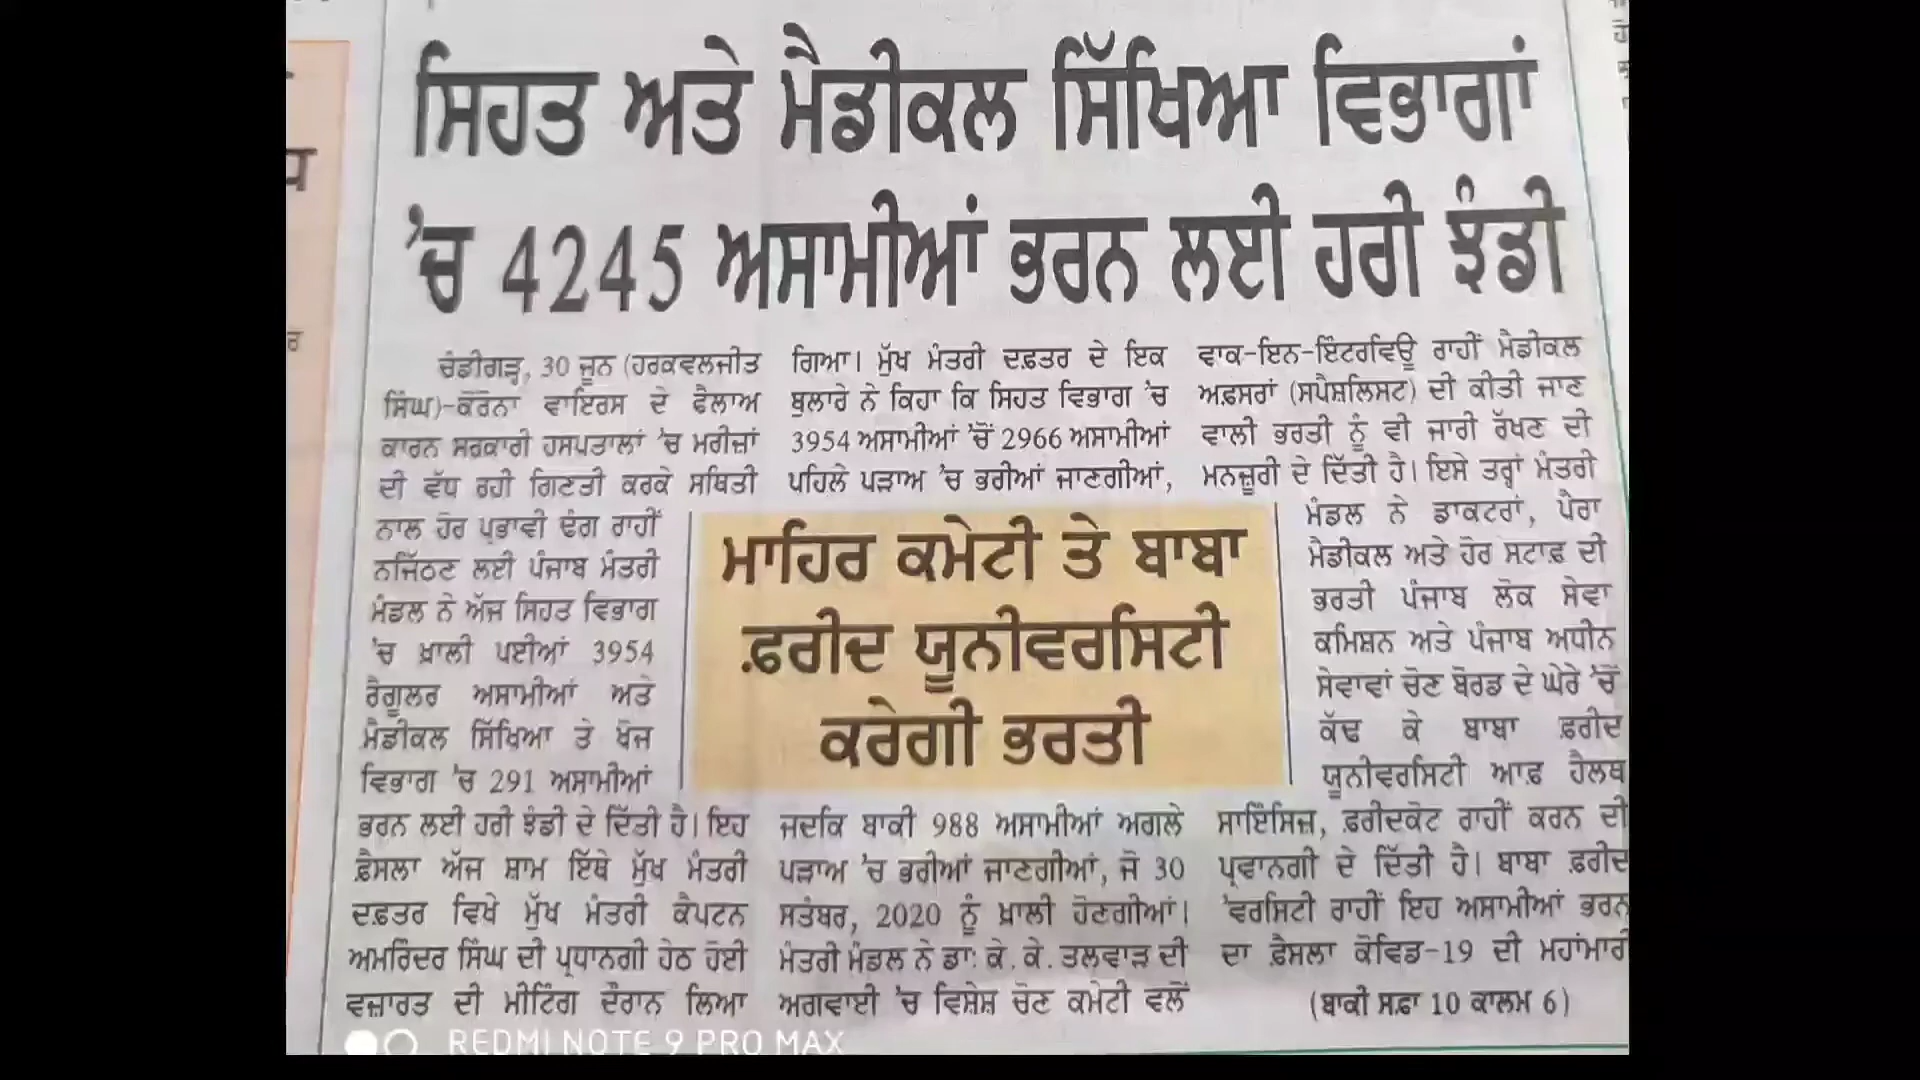 ਸਿਹਤ ਅਤੇ ਮੈਡੀਕਲ ਸਿੱਖਿਆ ਵਿਭਾਗਾਂ
'ਚ 4245 ਅਸਾਮੀਆਂ ਭਰਨ ਲਈ ਹਰੀ ਝੰਡੀ
ਚੰਡੀਗੜ੍ਹ, 30 ਜੂਨ (ਹਰਕਵਲਜੀਤ
ਸਿੰਘ)-ਕੋਰੋਨਾ ਵਾਇਰਸ ਦੇ ਫੈਲਾਅ
ਕਾਰਨ ਸਰਕਾਰੀ ਹਸਪਤਾਲਾਂ 'ਚ ਮਰੀਜ਼ਾਂ
ਦੀ ਵੱਧ ਰਹੀ ਗਿਣਤੀ ਕਰਕੇ ਸਥਿਤੀ
ਨਾਲ ਹੋਰ ਪ੍ਰਭਾਵੀ ਢੰਗ ਰਾਹੀਂ
ਨਜਿੱਠਣ ਲਈ ਪੰਜਾਬ ਮੰਤਰੀ
ਮੰਡਲ ਨੇ ਅੱਜ ਸਿਹਤ ਵਿਭਾਗ
'ਚ ਖ਼ਾਲੀ ਪਈਆਂ 3954
ਰੈਗੂਲਰ ਅਸਾਮੀਆਂ ਅਤੇ
ਮੈਡੀਕਲ ਸਿੱਖਿਆ ਤੇ ਖੋਜ
ਵਿਭਾਗ 'ਚ 291 ਅਸਾਮੀਆਂ
ਭਰਨ ਲਈ ਹਰੀ ਝੰਡੀ ਦੇ ਦਿੱਤੀ ਹੈ। ਇਹ
ਫ਼ੈਸਲਾ ਅੱਜ ਸ਼ਾਮ ਇੱਥੇ ਮੁੱਖ ਮੰਤਰੀ
ਦਫ਼ਤਰ ਵਿਖੇ ਮੁੱਖ ਮੰਤਰੀ ਕੈਪਟਨ
ਅਮਰਿੰਦਰ ਸਿੰਘ ਦੀ ਪ੍ਰਧਾਨਗੀ ਹੇਠ ਹੋਈ
ਵਜ਼ਾਰਤ ਦੀ ਮੀਟਿੰਗ ਦੌਰਾਨ ਲਿਆ
ਗਿਆ। ਮੁੱਖ ਮੰਤਰੀ ਦਫ਼ਤਰ ਦੇ ਇਕ
ਬੁਲਾਰੇ ਨੇ ਕਿਹਾ ਕਿ ਸਿਹਤ ਵਿਭਾਗ 'ਚ
3954 ਅਸਾਮੀਆਂ 'ਚੋਂ 2966 ਅਸਾਮੀਆਂ
ਪਹਿਲੇ ਪੜਾਅ 'ਚ ਭਰੀਆਂ ਜਾਣਗੀਆਂ,
ਮਾਹਿਰ ਕਮੇਟੀ ਤੇ ਬਾਬਾ
ਫ਼ਰੀਦ ਯੂਨੀਵਰਸਿਟੀ
ਕਰੇਗੀ ਭਰਤੀ
ਜਦਕਿ ਬਾਕੀ 988 ਅਸਾਮੀਆਂ ਅਗਲੇ
ਪੜਾਅ 'ਚ ਭਰੀਆਂ ਜਾਣਗੀਆਂ, ਜੋ 30
ਸਤੰਬਰ, 2020 ਨੂੰ ਖ਼ਾਲੀ ਹੋਣਗੀਆਂ।
ਮੰਤਰੀ ਮੰਡਲ ਨੇ ਡਾ: ਕੇ.ਕੇ. ਤਲਵਾੜ ਦੀ
ਅਗਵਾਈ 'ਚ ਵਿਸ਼ੇਸ਼ ਚੋਣ ਕਮੇਟੀ ਵਲੋਂ
ਵਾਕ-ਇਨ-ਇੰਟਰਵਿਊ ਰਾਹੀਂ ਮੈਡੀਕਲ
ਅਫ਼ਸਰਾਂ (ਸਪੈਸ਼ਲਿਸਟ) ਦੀ ਕੀਤੀ ਜਾਣ
ਵਾਲੀ ਭਰਤੀ ਨੂੰ ਵੀ ਜਾਰੀ ਰੱਖਣ ਦੀ
ਮਨਜ਼ੂਰੀ ਦੇ ਦਿੱਤੀ ਹੈ। ਇਸੇ ਤਰ੍ਹਾਂ ਮੰਤਰੀ
ਮੰਡਲ ਨੇ ਡਾਕਟਰਾਂ, ਪੈਰਾ
ਮੈਡੀਕਲ ਅਤੇ ਹੋਰ ਸਟਾਫ਼ ਦੀ
ਭਰਤੀ ਪੰਜਾਬ ਲੋਕ ਸੇਵਾ
ਕਮਿਸ਼ਨ ਅਤੇ ਪੰਜਾਬ ਅਧੀਨ
ਸੇਵਾਵਾਂ ਚੋਣ ਬੋਰਡ ਦੇ ਘੇਰੇ 'ਚੋਂ
ਕੱਢ ਕੇ ਬਾਬਾ ਫ਼ਰੀਦ
ਯੂਨੀਵਰਸਿਟੀ ਆਫ਼ ਹੈਲਥ
ਸਾਇੰਸਿਜ਼, ਫ਼ਰੀਦਕੋਟ ਰਾਹੀਂ ਕਰਨ ਦੀ
ਪ੍ਰਵਾਨਗੀ ਦੇ ਦਿੱਤੀ ਹੈ। ਬਾਬਾ ਫ਼ਰੀਦ
'ਵਰਸਿਟੀ ਰਾਹੀਂ ਇਹ ਅਸਾਮੀਆਂ ਭਰਨ
ਦਾ ਫ਼ੈਸਲਾ ਕੋਵਿਡ-19 ਦੀ ਮਹਾਂਮਾਰੀ
(ਬਾਕੀ ਸਫ਼ਾ 10 ਕਾਲਮ 6)
REDMI NOTE 9 PRO MAX